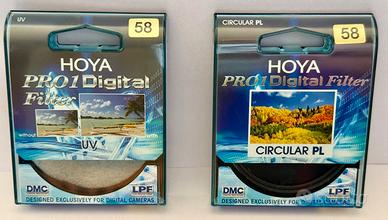 UV
58
HOYA
PRO1 Digital
Filter
without
with
UV
DMC
LPF
DESIGNED EXCLUSIVELY FOR DIGITAL CAMERAS
CIRCULAR PL
58
HOYA
PRO1 Digital Filter
CIRCULAR PL
DMC
LPF
DESIGNED EXCLUSIVELY FOR DIGITAL CAMERAS